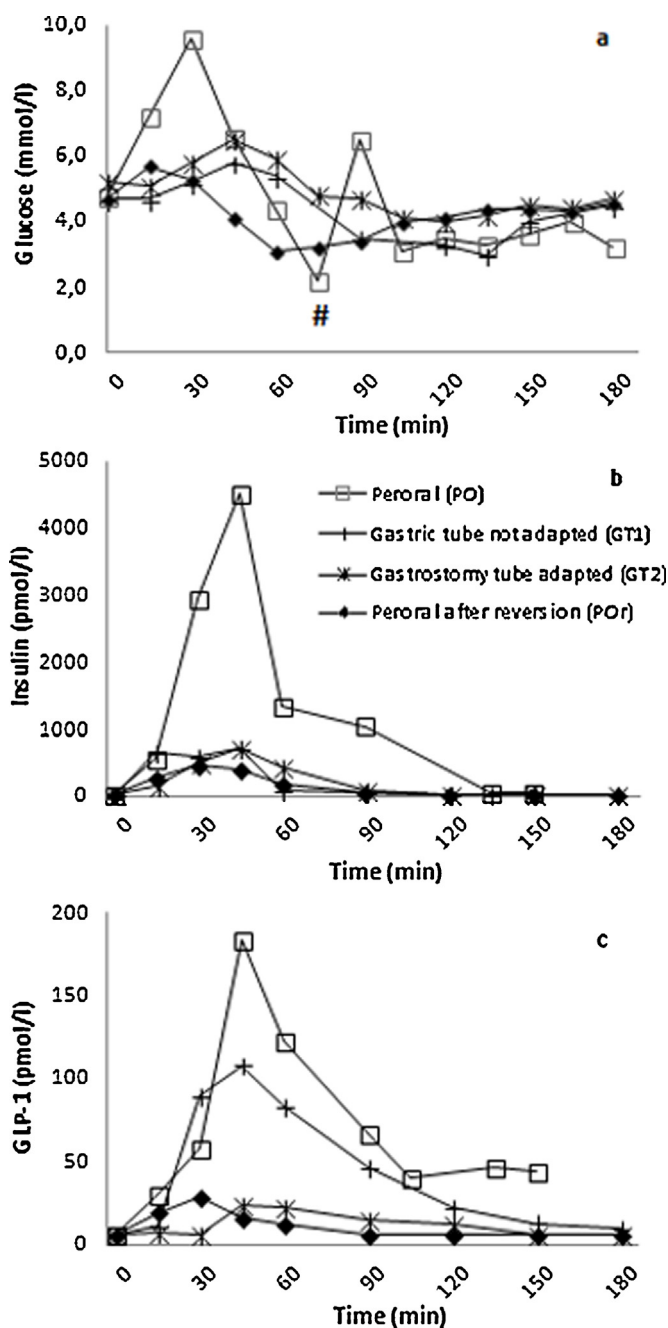 10,0
8,0
6,0
4,0
2,0
0,0
Glucose (mmol/l)
a
#
0 30 60 90 120 150 180
Time (min)
5000
4000
3000
2000
1000
0
Insulin (pmol/l)
b
Peroral (PO)
Gastric tube not adapted (GT1)
Gastrostomy tube adapted (GT2)
Peroral after reversion (POr)
0 30 60 90 120 150 180
Time (min)
200
150
100
50
0
GLP-1 (pmol/l)
c
0 30 60 90 120 150 180
Time (min)